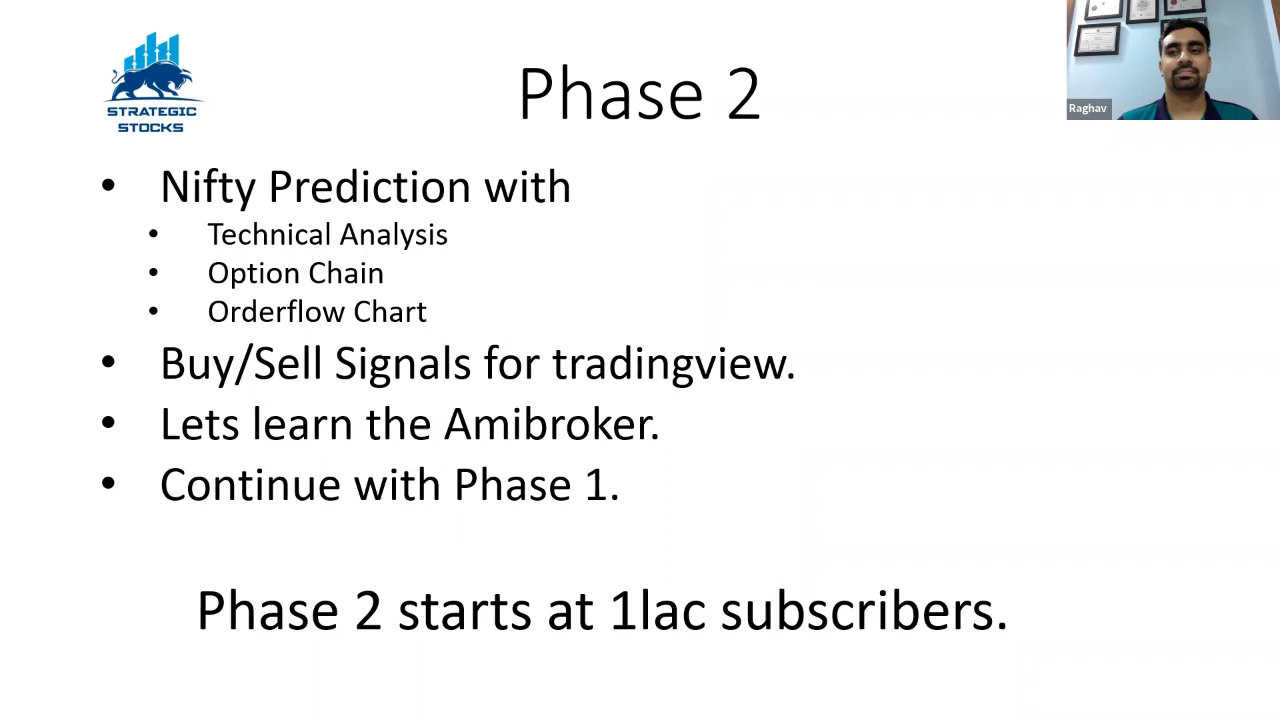 STRATEGIC
STOCKS
Phase 2
Raghav
• Nifty Prediction with
• Technical Analysis
• Option Chain
• Orderflow Chart
• Buy/Sell Signals for tradingview.
• Lets learn the Amibroker.
• Continue with Phase 1.
Phase 2 starts at 1lac subscribers.